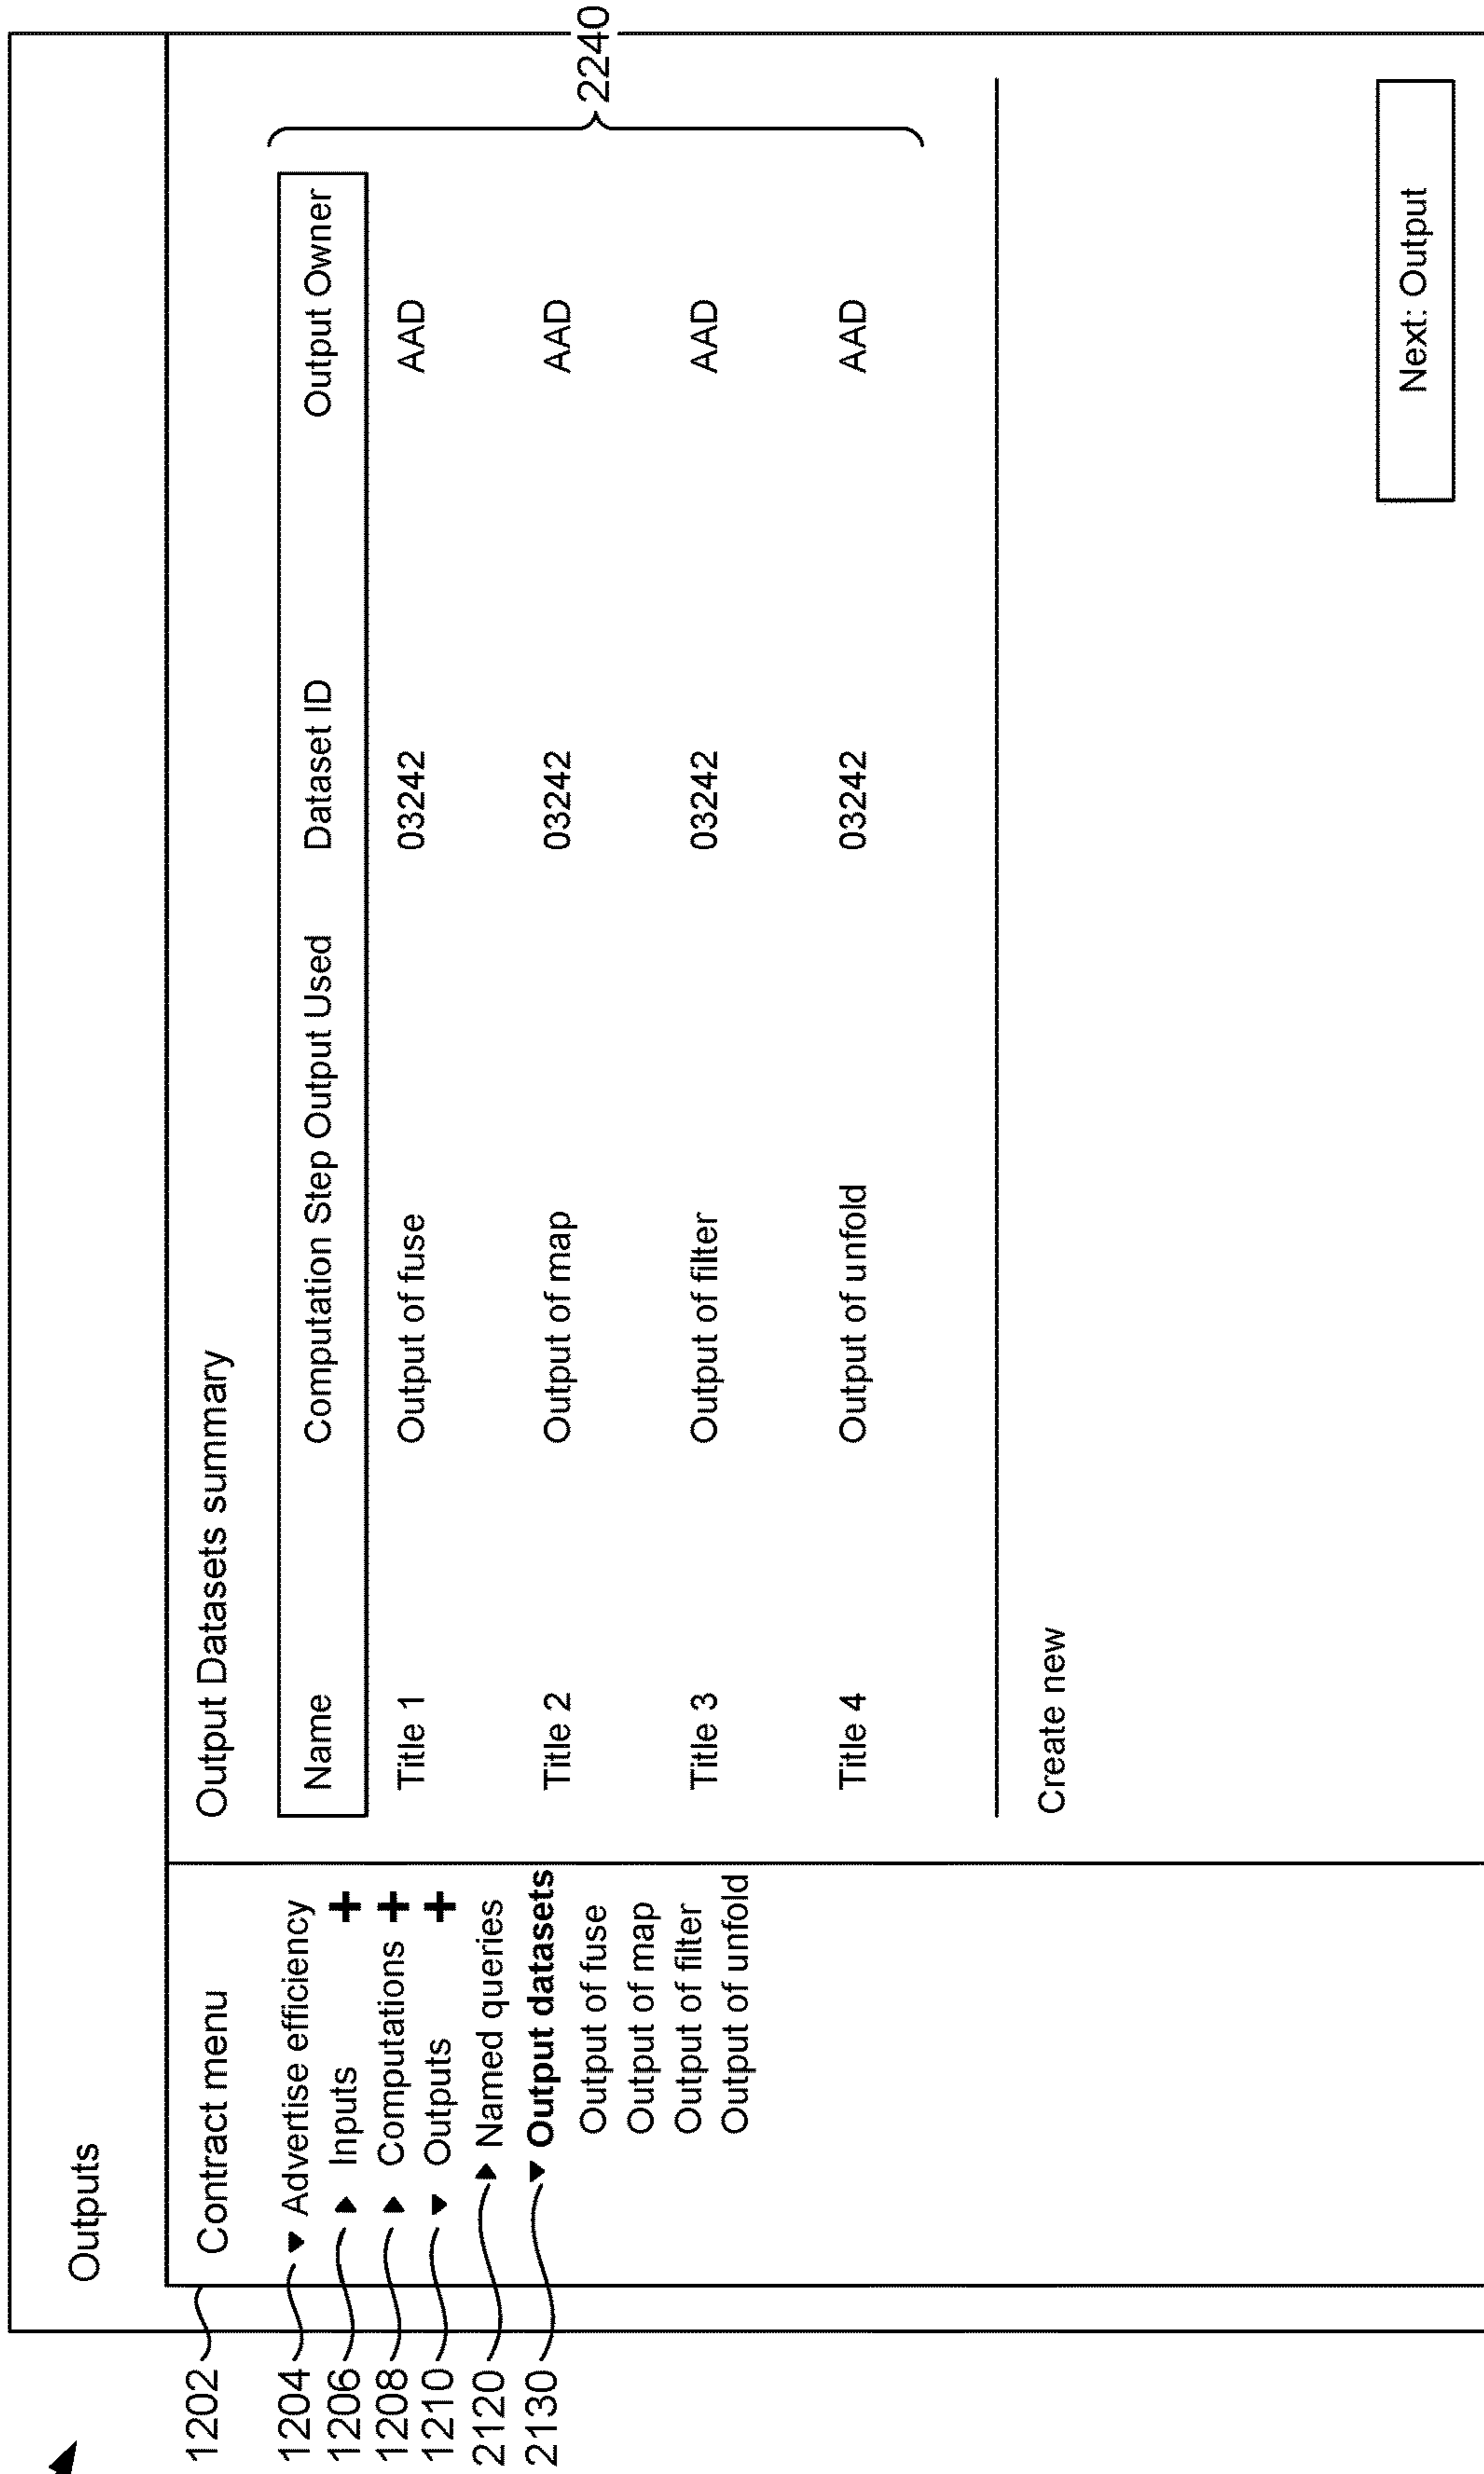 Outputs
1202
Contract menu
1204
Advertise efficiency
1206
Inputs +
1208
Computations +
1210
Outputs +
2120
Named queries
2130
Output datasets
Output of fuse
Output of map
Output of filter
Output of unfold
Output Datasets summary
Name Computation Step Output Used Dataset ID Output Owner
Title 1 Output of fuse 03242 AAD
Title 2 Output of map 03242 AAD
Title 3 Output of filter 03242 AAD
Title 4 Output of unfold 03242 AAD
2240
Create new
Next: Output